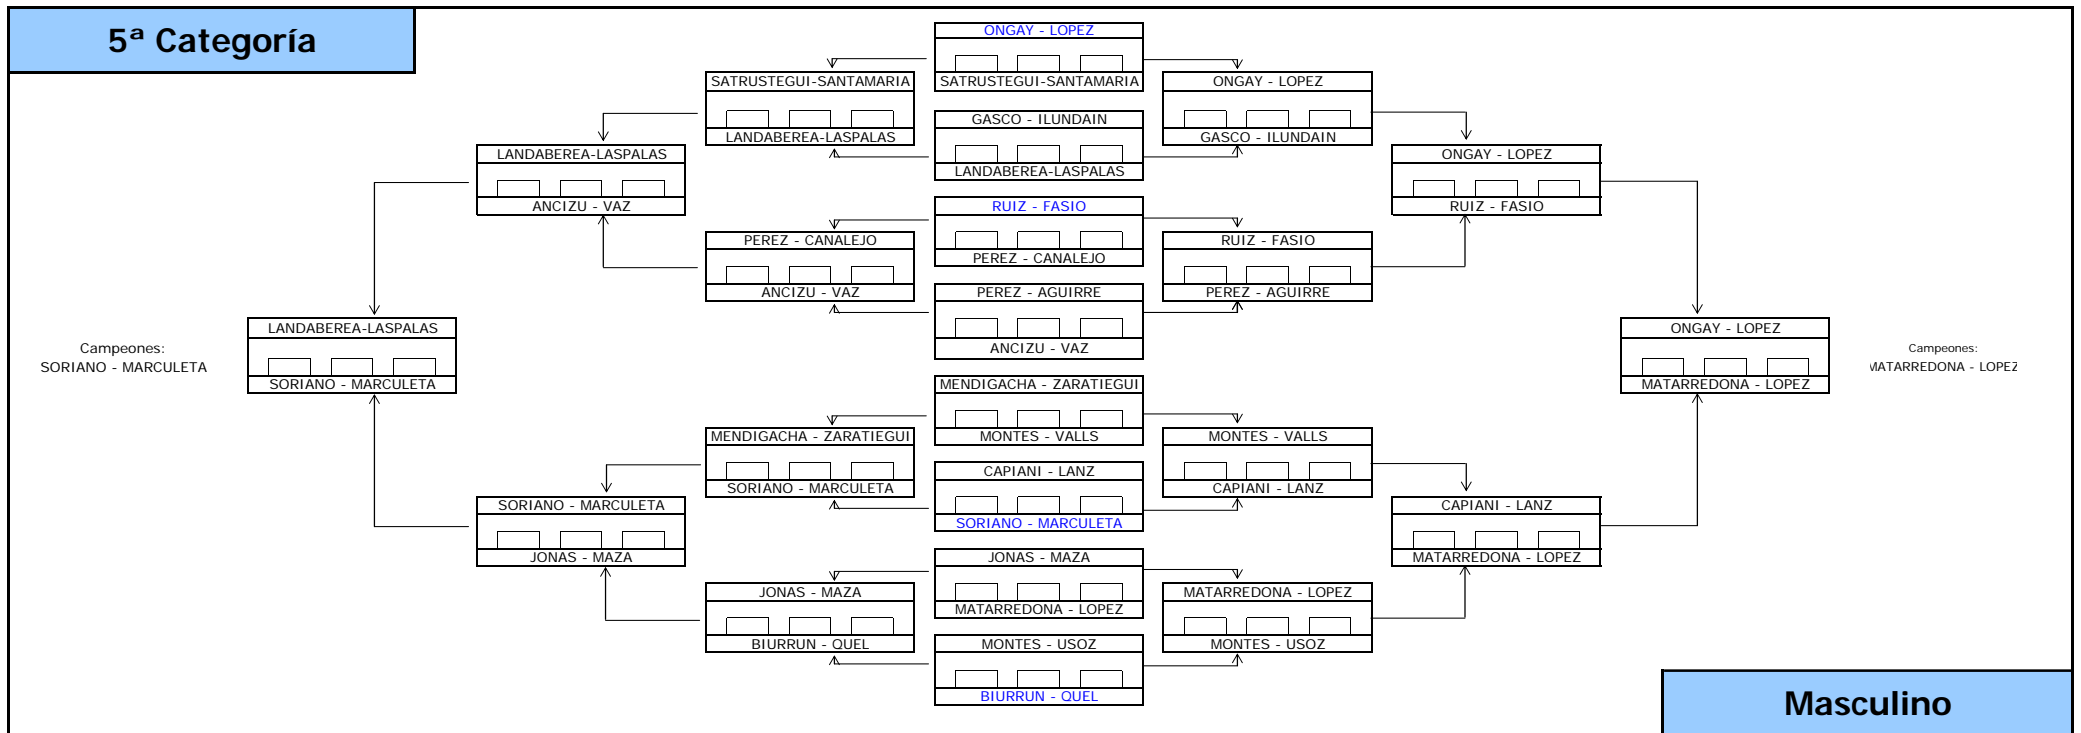 5ª Categoría
ONGAY - LOPEZ
SATRUSTEGUI-SANTAMARIA
SATRUSTEGUI-SANTAMARIA
ONGAY - LOPEZ
LANDABEREA-LASPALAS
GASCO - ILUNDAIN
GASCO - ILUNDAIN
LANDABEREA-LASPALAS
LANDABEREA-LASPALAS
ANCIZU - VAZ
ONGAY - LOPEZ
RUIZ - FASIO
RUIZ - FASIO
PEREZ - CANALEJO
PEREZ - CANALEJO
RUIZ - FASIO
ANCIZU - VAZ
PEREZ - AGUIRRE
PEREZ - AGUIRRE
ANCIZU - VAZ
LANDABEREA-LASPALAS
SORIANO - MARCULETA
Campeones:
SORIANO - MARCULETA
ONGAY - LOPEZ
MATARREDONA - LOPEZ
Campeones:
MATARREDONA - LOPEZ
MENDIGACHA - ZARATIEGUI
MONTES - VALLS
MENDIGACHA - ZARATIEGUI
MONTES - VALLS
SORIANO - MARCULETA
CAPIANI - LANZ
CAPIANI - LANZ
SORIANO - MARCULETA
SORIANO - MARCULETA
JONAS - MAZA
CAPIANI - LANZ
MATARREDONA - LOPEZ
JONAS - MAZA
MATARREDONA - LOPEZ
JONAS - MAZA
MATARREDONA - LOPEZ
BIURRUN - QUEL
MONTES - USOZ
MONTES - USOZ
BIURRUN - QUEL
Masculino